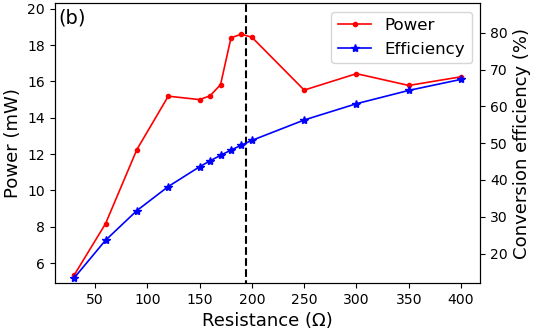 (b)
Power
Efficiency
Power (mW)
20
18
16
14
12
10
8
6
80
70
60
50
40
30
20
Conversion efficiency (%)
50 100 150 200 250 300 350 400
Resistance (Ω)